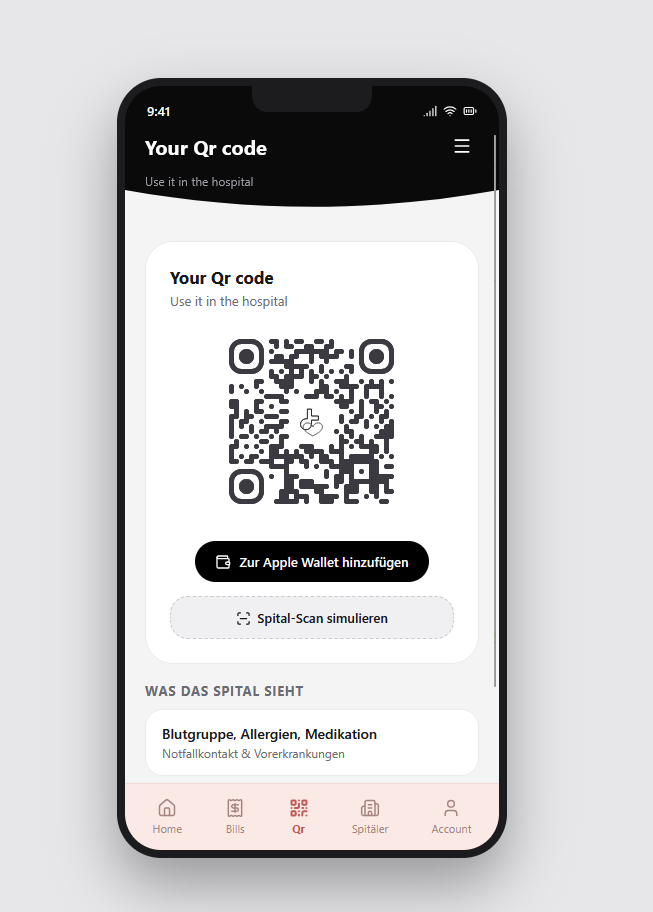 9:41
Your Qr code
Use it in the hospital
Your Qr code
Use it in the hospital
Zur Apple Wallet hinzufügen
Spital-Scan simulieren
WAS DAS SPITAL SIEHT
Blutgruppe, Allergien, Medikation
Notfallkontakt & Vorerkrankungen
Home Bills Qr Spitäler Account